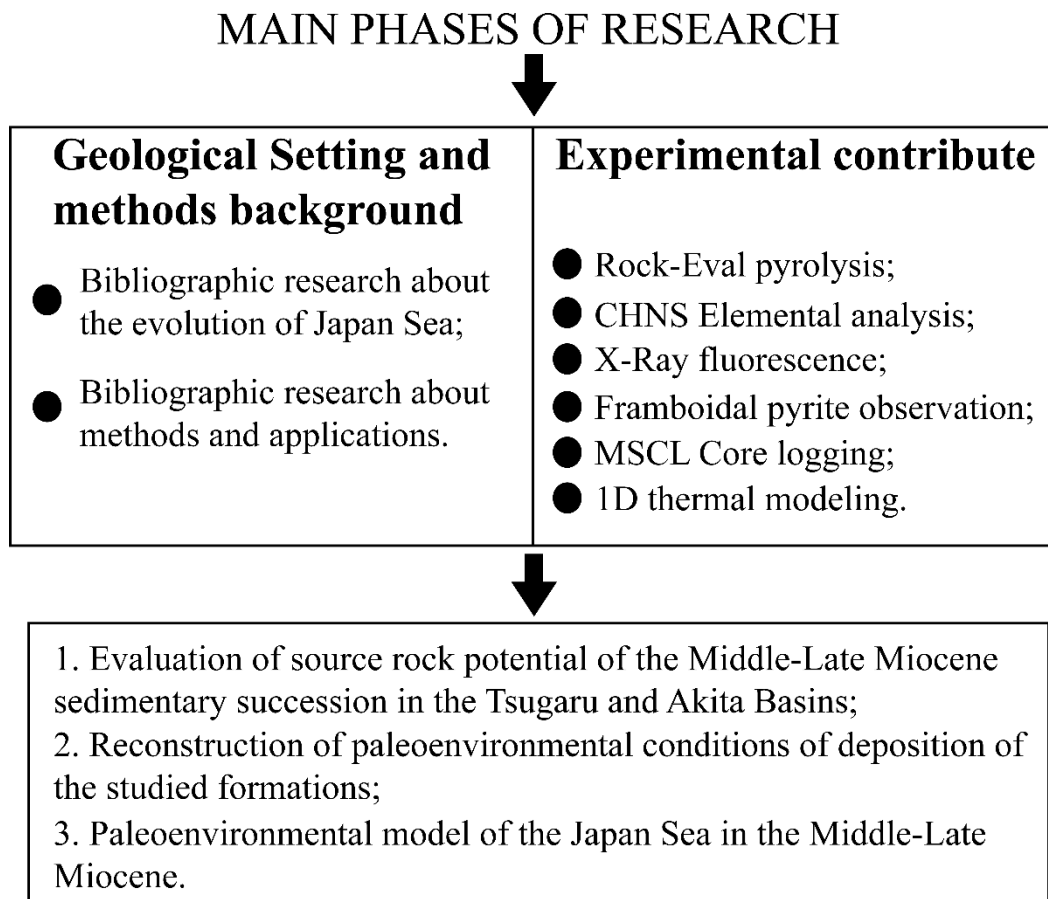 MAIN PHASES OF RESEARCH
Geological Setting and
methods background
Bibliographic research about
the evolution of Japan Sea;
Bibliographic research about
methods and applications.
Experimental contribute
Rock-Eval pyrolysis;
CHNS Elemental analysis;
X-Ray fluorescence;
Framboidal pyrite observation;
MSCL Core logging;
1D thermal modeling.
1. Evaluation of source rock potential of the Middle-Late Miocene
sedimentary succession in the Tsugaru and Akita Basins;
2. Reconstruction of paleoenvironmental conditions of deposition of
the studied formations;
3. Paleoenvironmental model of the Japan Sea in the Middle-Late
Miocene.